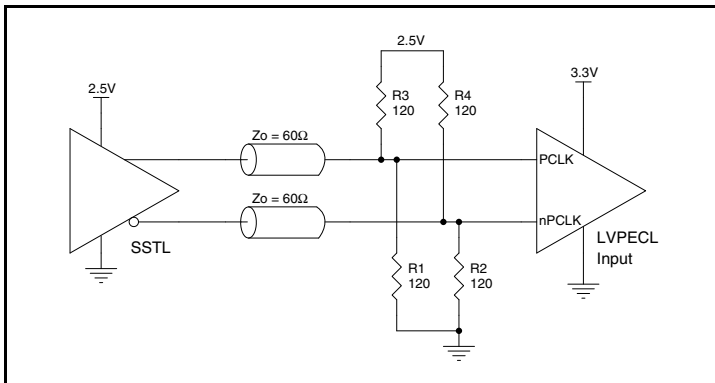 2.5V
3.3V
2.5V
R3
120
R4
120
Zo = 60Ω
PCLK
Zo = 60Ω
nPCLK
SSTL
LVPECL
Input
R1
120
R2
120